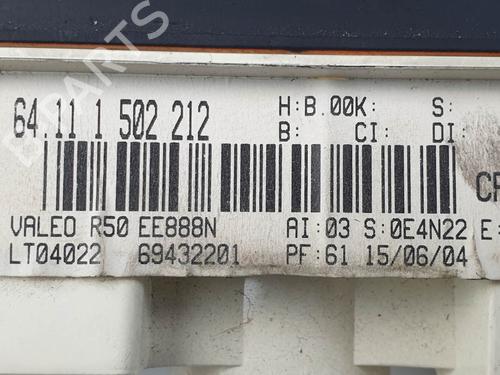 64.11 1 502 212
H:B.00K: S:
B: CI: DI:
VALEO R50 EE888N AI:03 S:0E4N22 E:
LT04022 69432201 PF:61 15/06/04
B-PARTS